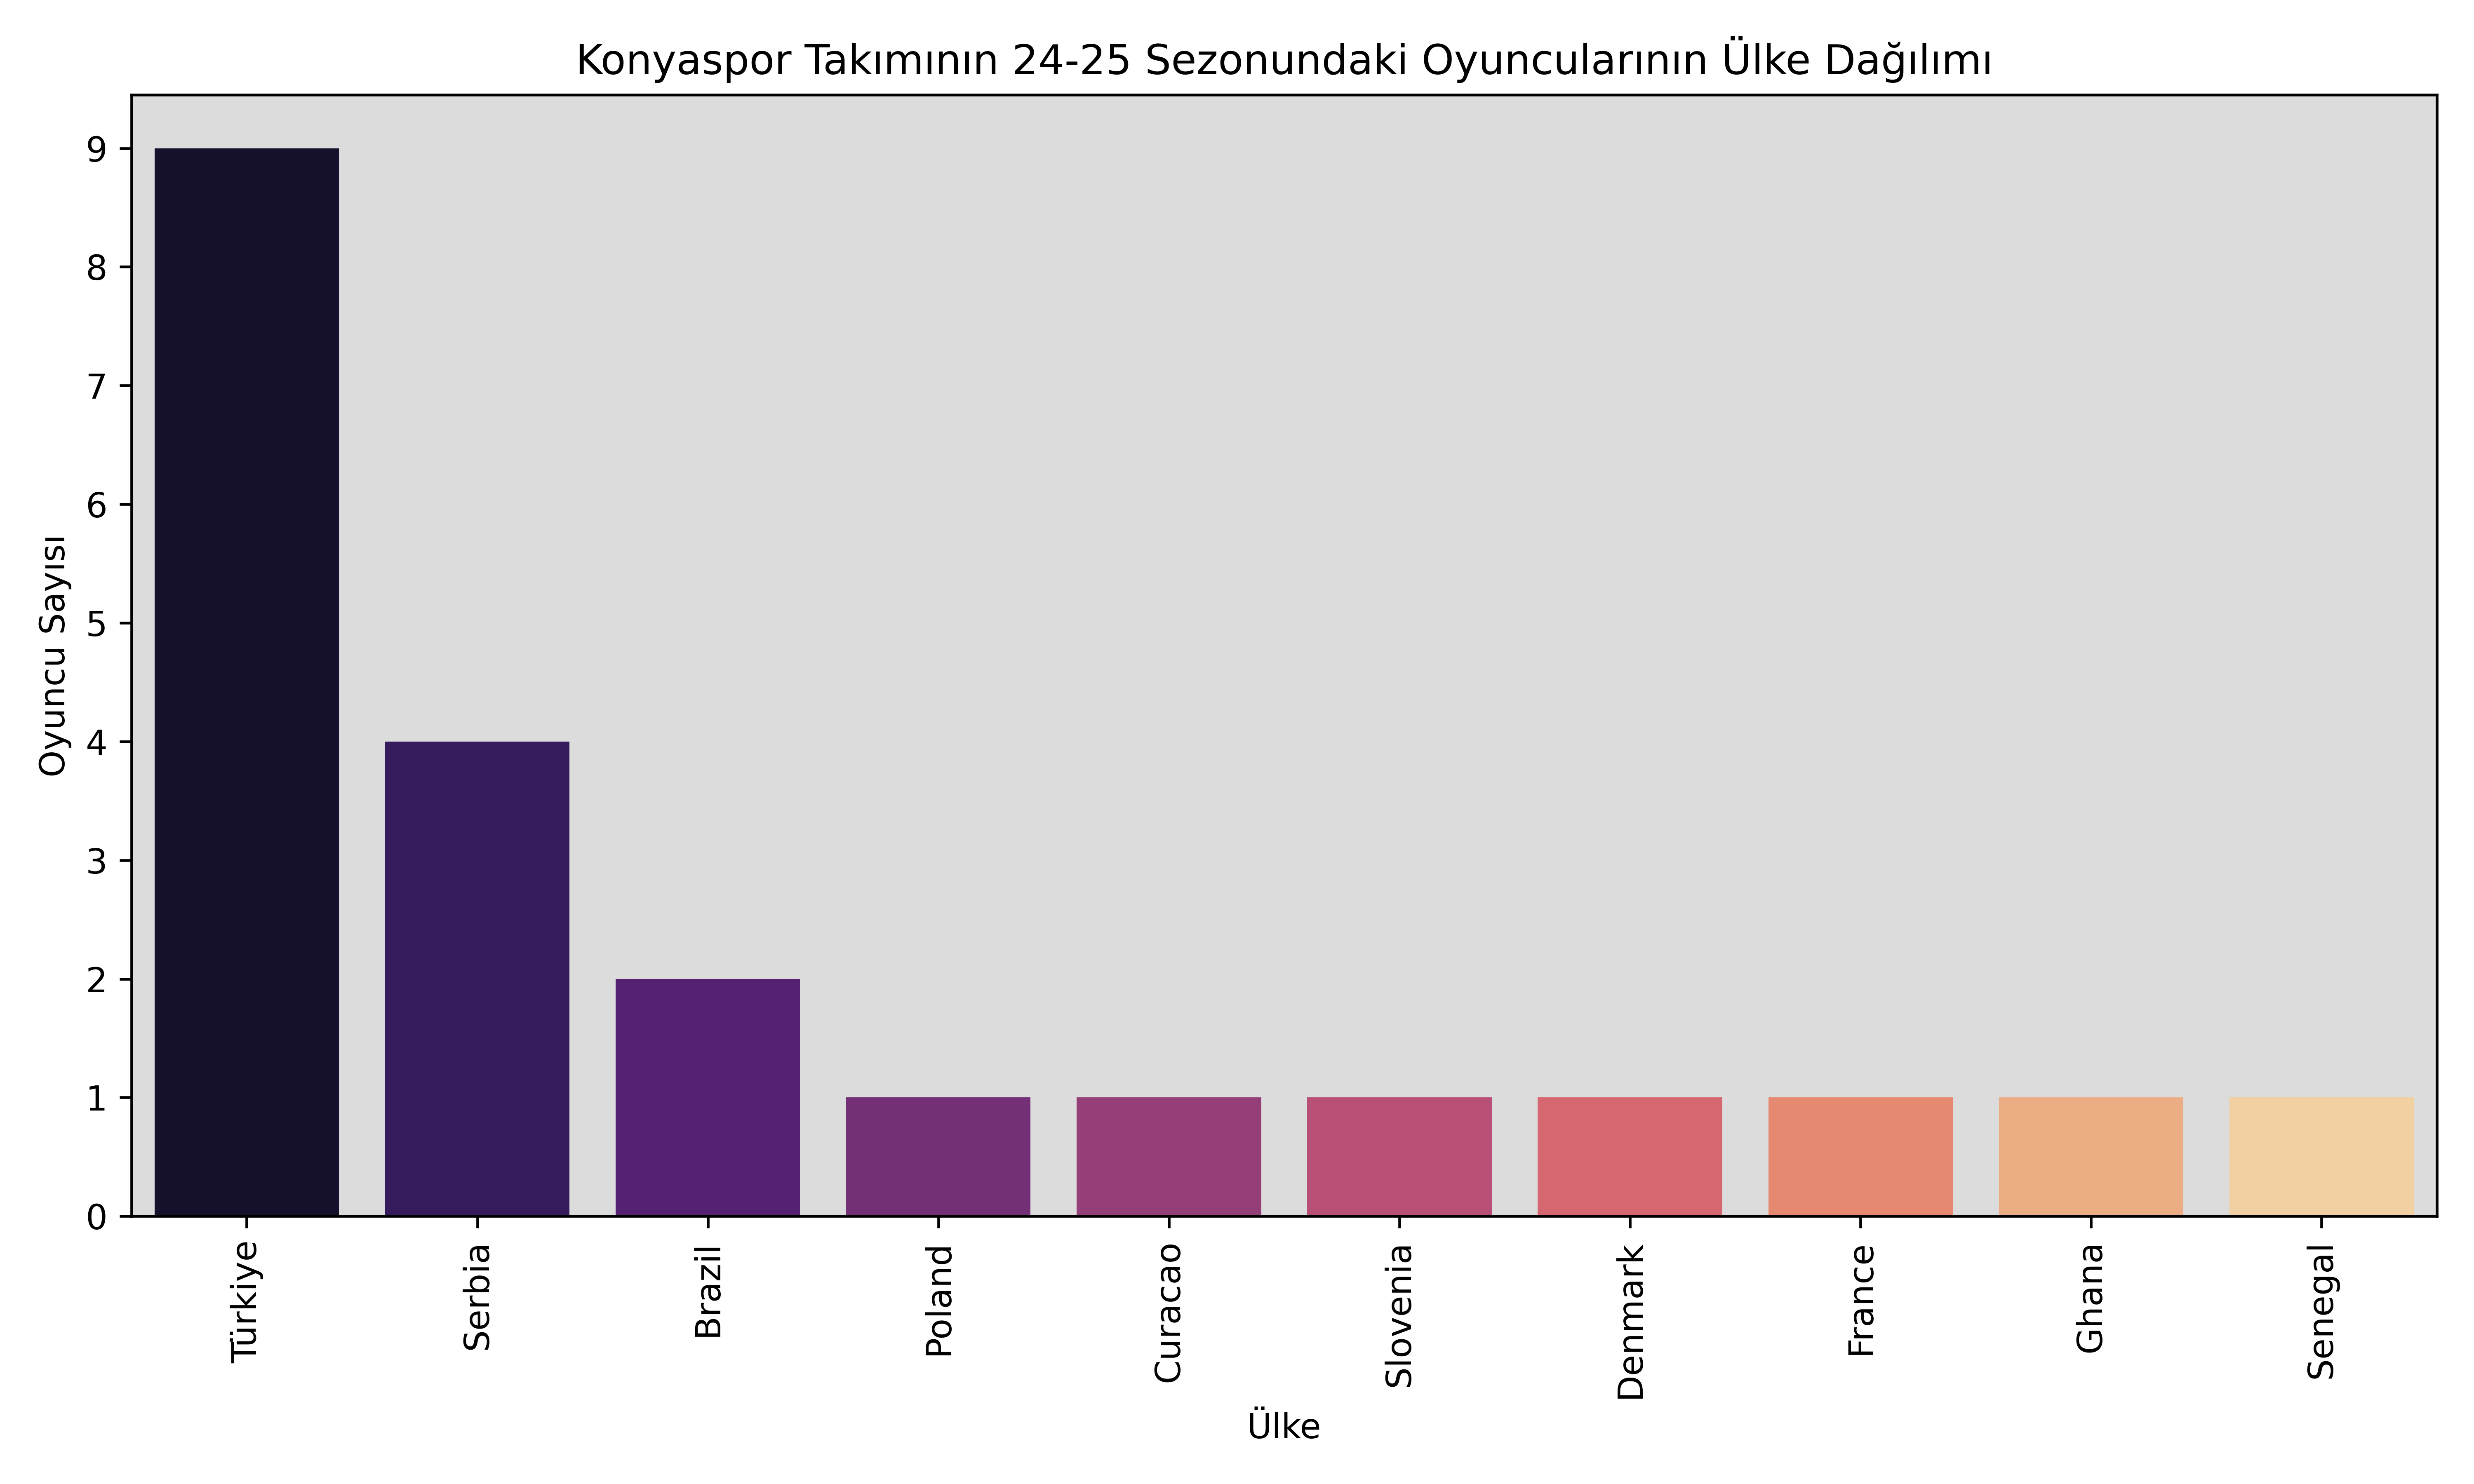 Konyaspor Takımının 24-25 Sezonundaki Oyuncularının Ülke Dağılımı
Oyuncu Sayısı
9
8
7
6
5
4
3
2
1
0
Türkiye
Serbia
Brazil
Poland
Curacao
Slovenia
Denmark
France
Ghana
Senegal
Ülke